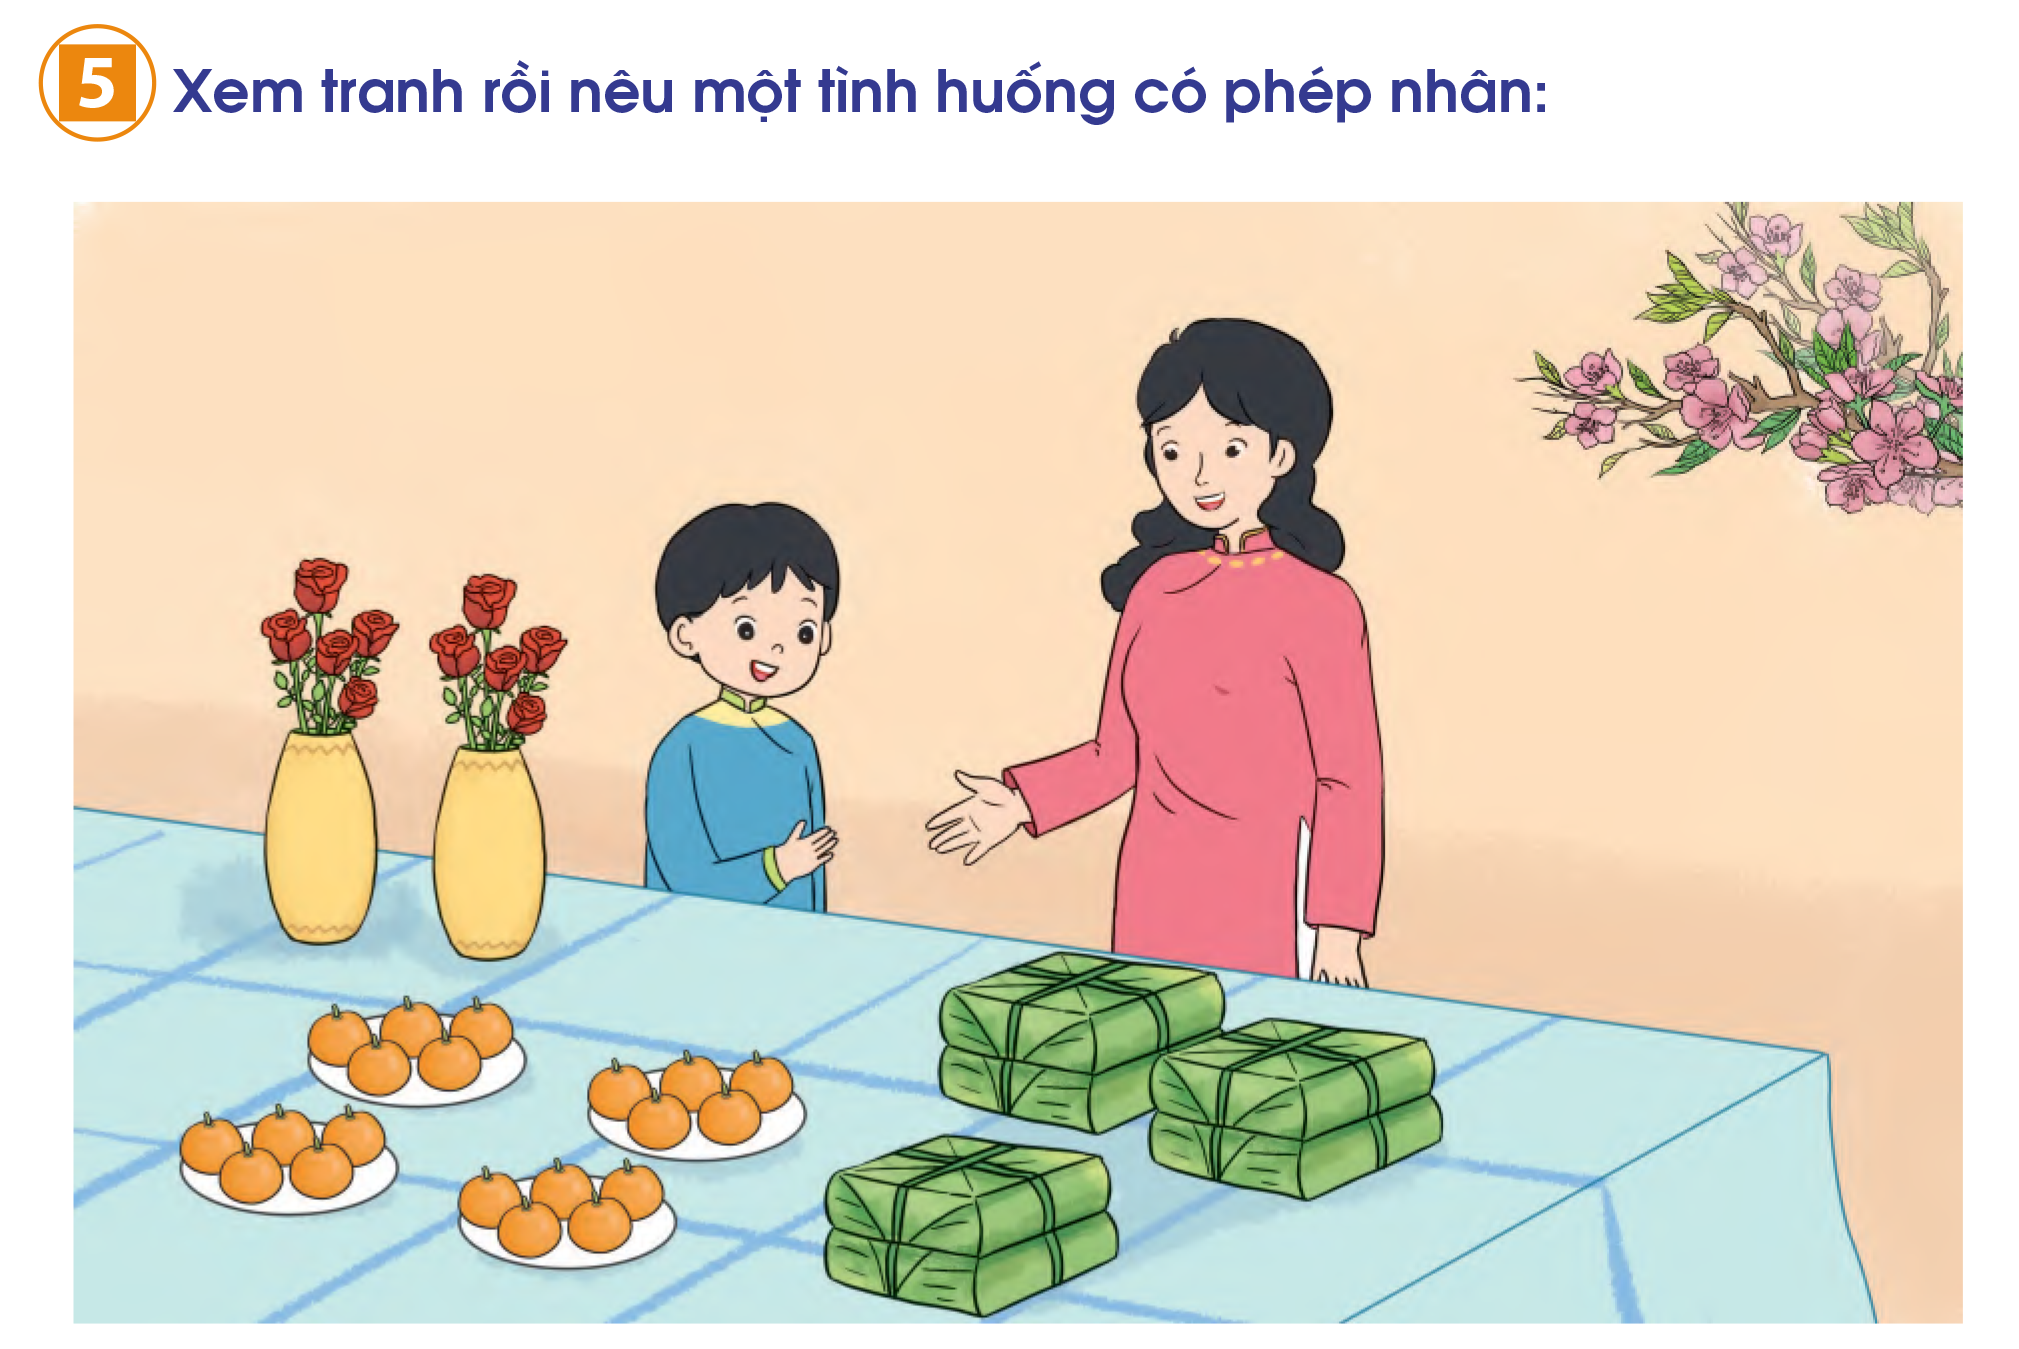 5 Xem tranh rồi nêu một tình huống có phép nhân: